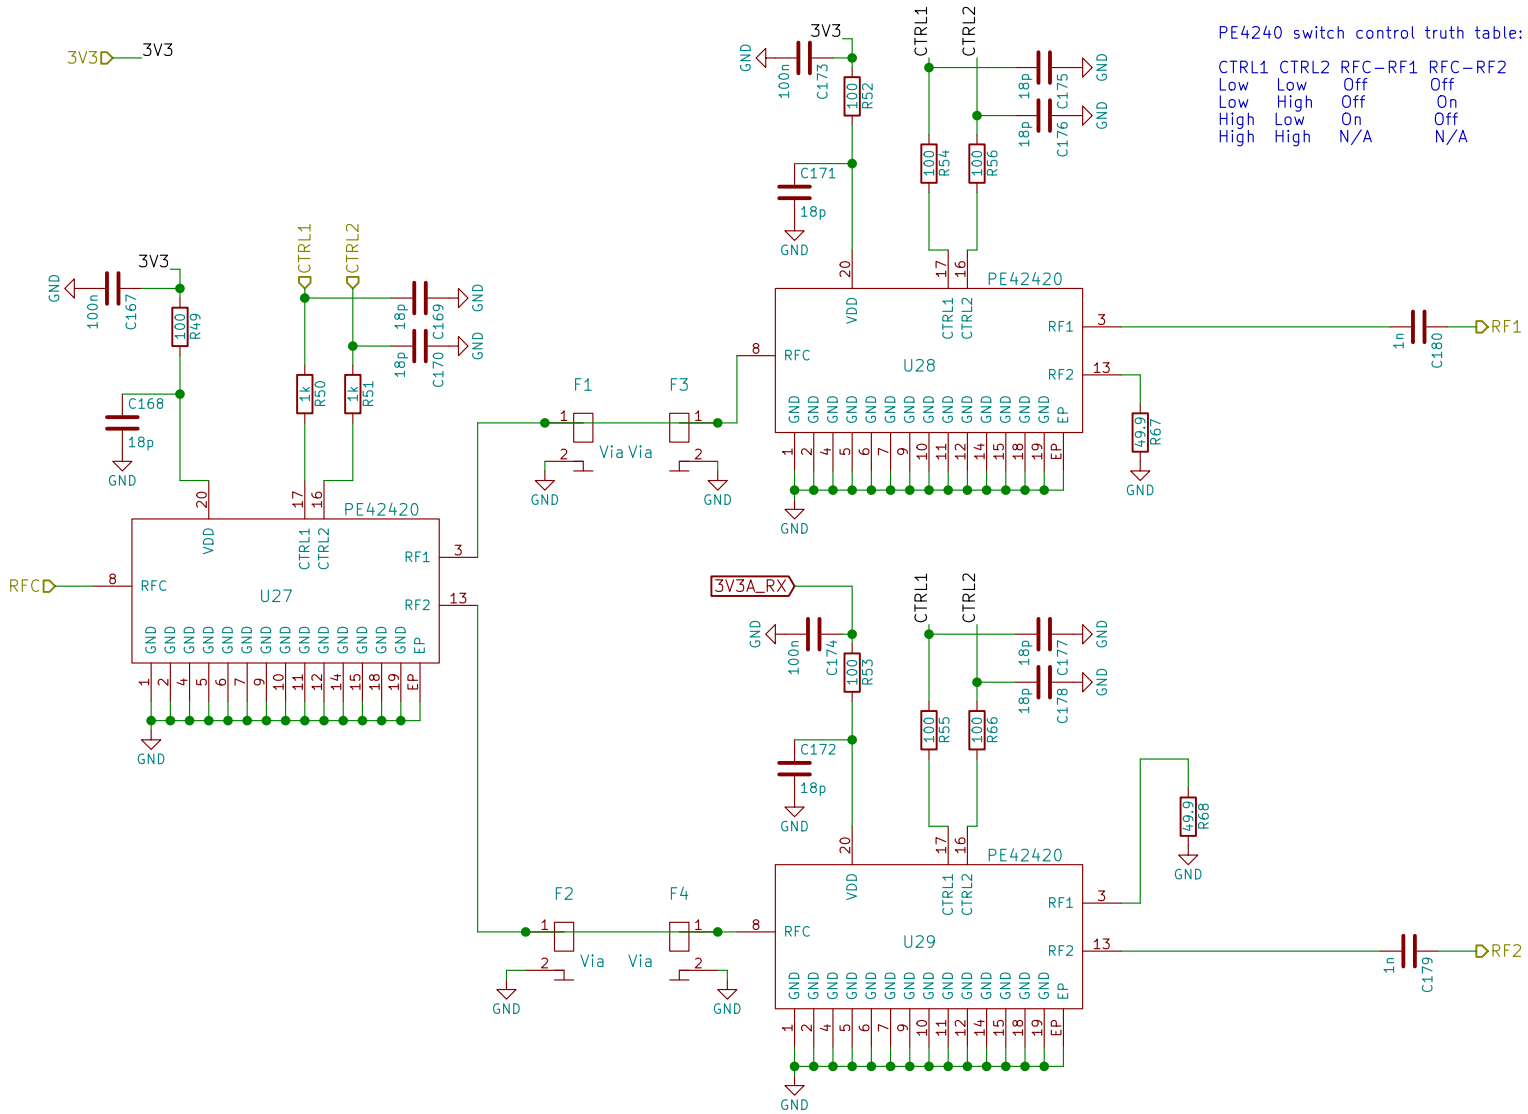 3V3
3V3
PE4240 switch control truth table:
CTRL1 CTRL2 RFC-RF1 RFC-RF2
Low Low Off Off
Low High Off On
High Low On Off
High High N/A N/A
3V3
GND
100n
C173
100
R52
C171
18p
GND
CTRL1
CTRL2
18p
C175
GND
18p
C176
GND
100
R54
100
R56
20
17
16
PE42420
VDD
CTRL1
CTRL2
8
RFC
U28
RF1
3
RF2
13
GND GND GND GND GND GND GND GND GND GND GND GND GND GND EP
1 2 4 5 6 7 9 10 11 12 14 15 18 19 EP
GND
49.9
R67
GND
1n
C180
RF1
3V3
GND
100n
C167
100
R49
C168
18p
GND
CTRL1
CTRL2
18p
C169
GND
18p
C170
GND
1k
R50
1k
R51
20
17
16
PE42420
VDD
CTRL1
CTRL2
RFC
8
RFC
U27
RF1
3
RF2
13
GND GND GND GND GND GND GND GND GND GND GND GND GND GND EP
1 2 4 5 6 7 9 10 11 12 14 15 18 19 EP
GND
F1
1
Via
2
GND
F3
1
Via
2
GND
3V3A_RX
GND
100n
C174
100
R53
C172
18p
GND
CTRL1
CTRL2
18p
C177
GND
18p
C178
GND
100
R55
100
R66
20
17
16
PE42420
VDD
CTRL1
CTRL2
8
RFC
U29
RF1
3
RF2
13
GND GND GND GND GND GND GND GND GND GND GND GND GND GND EP
1 2 4 5 6 7 9 10 11 12 14 15 18 19 EP
GND
49.9
R68
GND
1n
C179
RF2
F2
1
Via
2
GND
F4
1
Via
2
GND